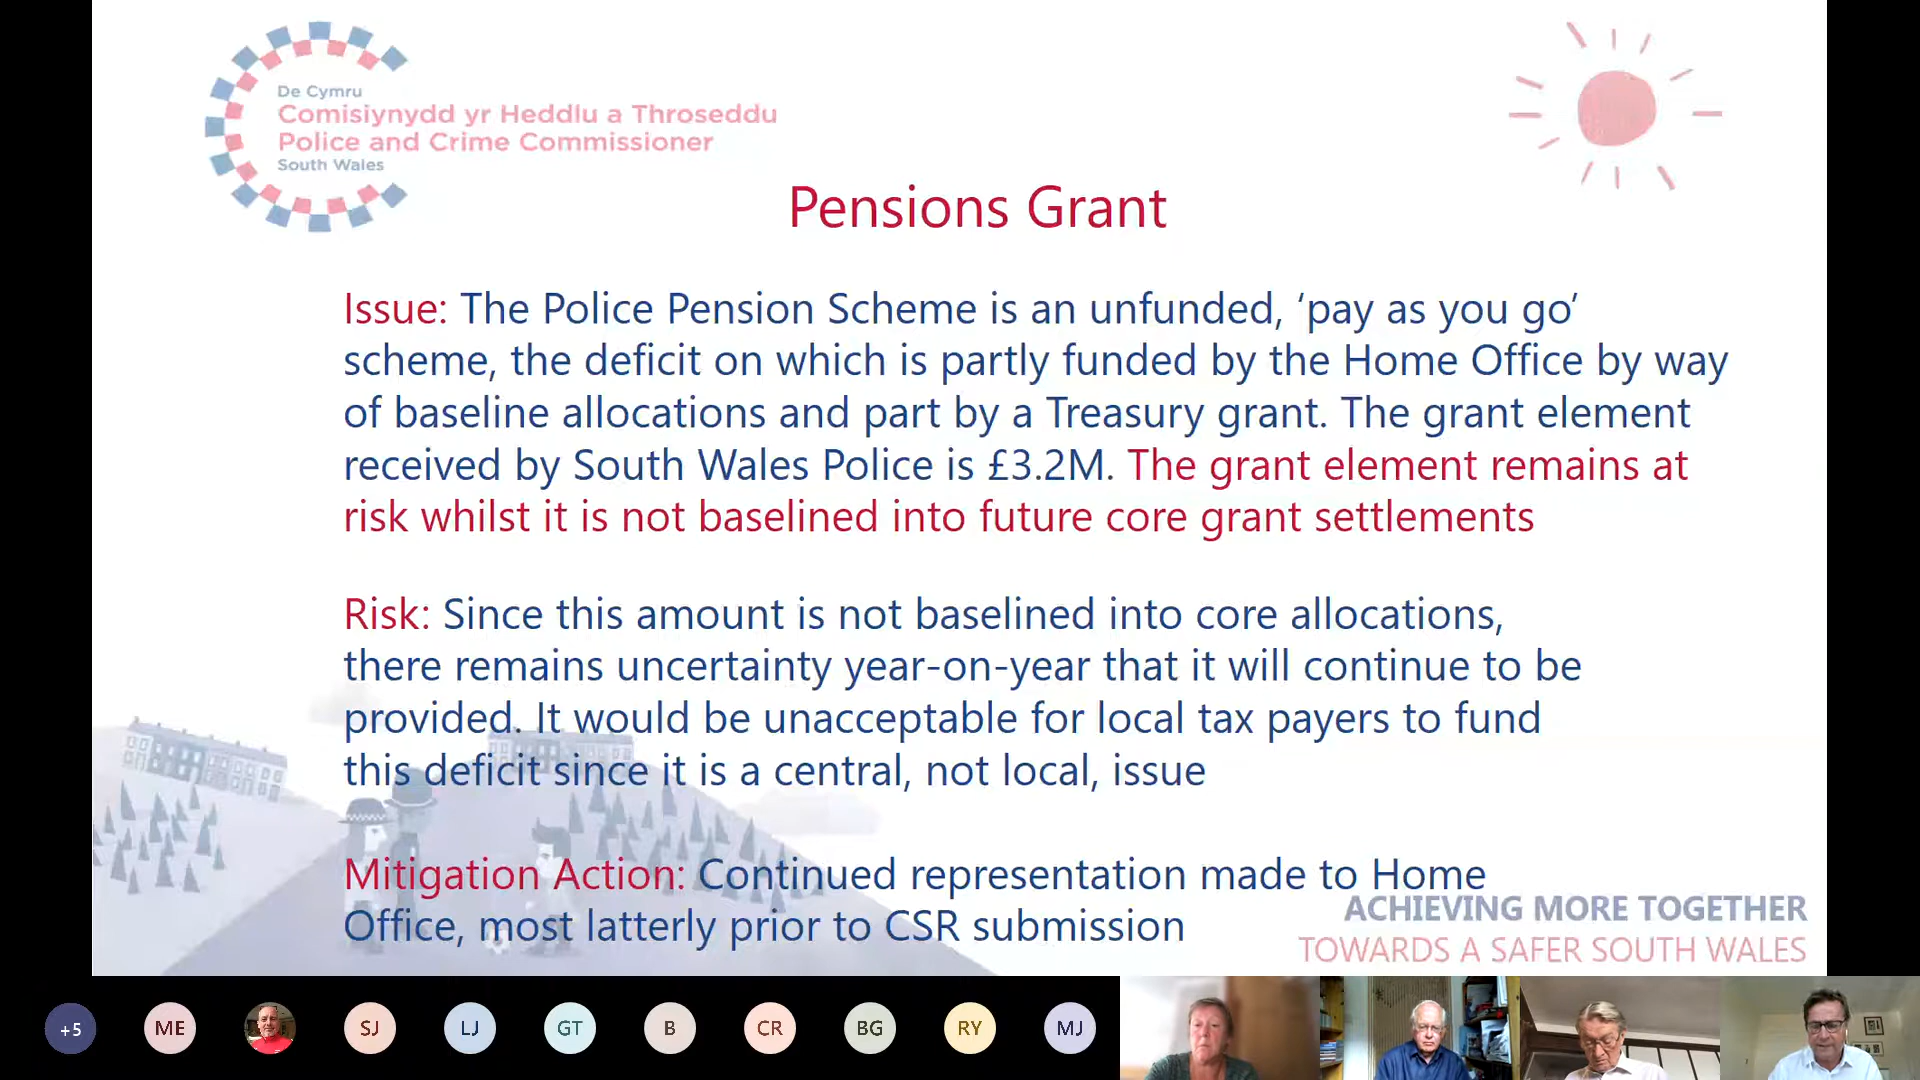 De Cymru
Comisiynydd yr Heddlu a Throseddu
Police and Crime Commissioner
South Wales
Pensions Grant
Issue: The Police Pension Scheme is an unfunded, ‘pay as you go’
scheme, the deficit on which is partly funded by the Home Office by way
of baseline allocations and part by a Treasury grant. The grant element
received by South Wales Police is £3.2M. The grant element remains at
risk whilst it is not baselined into future core grant settlements
Risk: Since this amount is not baselined into core allocations,
there remains uncertainty year-on-year that it will continue to be
provided. It would be unacceptable for local tax payers to fund
this deficit since it is a central, not local, issue
Mitigation Action: Continued representation made to Home
Office, most latterly prior to CSR submission
ACHIEVING MORE TOGETHER
TOWARDS A SAFER SOUTH WALES
+5
ME
SJ
LJ
GT
B
CR
BG
RY
MJ